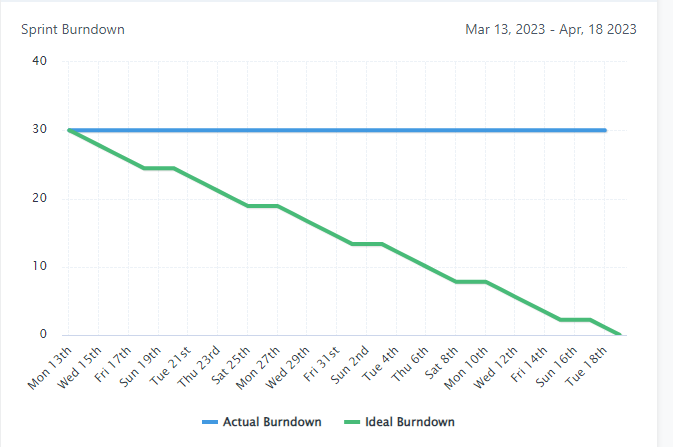 Sprint Burndown
Mar 13, 2023 - Apr, 18 2023
40
30
20
10
0
Mon 13th
Wed 15th
Fri 17th
Sun 19th
Tue 21st
Thu 23rd
Sat 25th
Mon 27th
Wed 29th
Fri 31st
Sun 2nd
Tue 4th
Thu 6th
Sat 8th
Mon 10th
Wed 12th
Fri 14th
Sun 16th
Tue 18th
Actual Burndown
Ideal Burndown